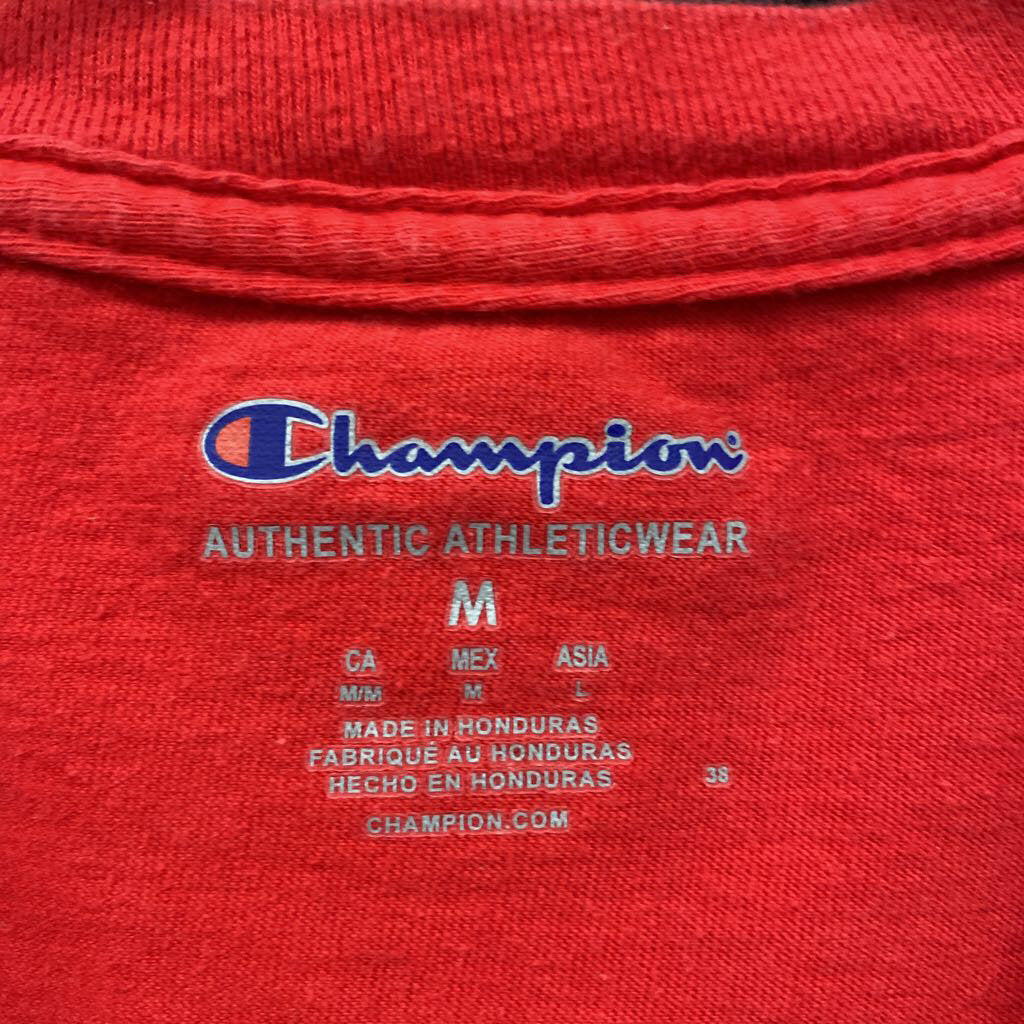 Champion
AUTHENTIC ATHLETICWEAR
M
CA MEX ASIA
M/M M L
MADE IN HONDURAS
FABRIQUÉ AU HONDURAS
HECHO EN HONDURAS 38
CHAMPION.COM